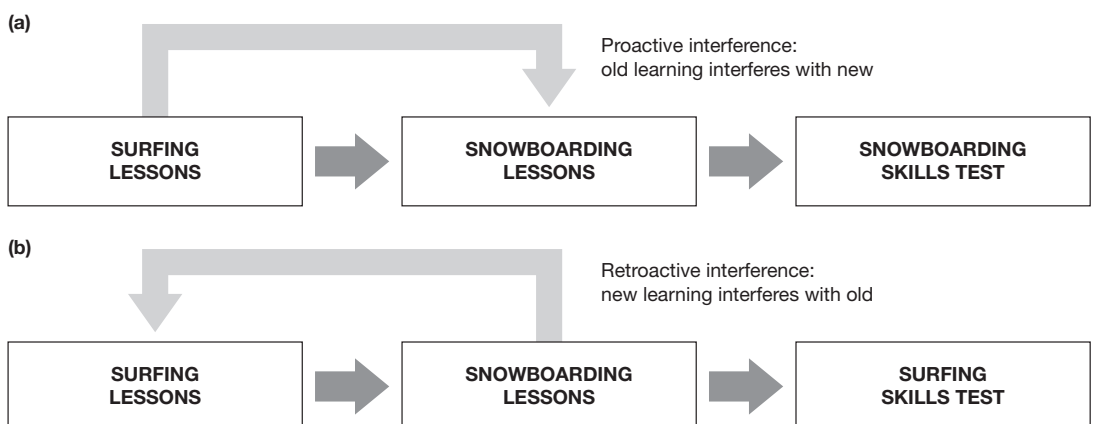 (a)
Proactive interference:
old learning interferes with new
SURFING
LESSONS
SNOWBOARDING
LESSONS
SNOWBOARDING
SKILLS TEST
(b)
Retroactive interference:
new learning interferes with old
SURFING
LESSONS
SNOWBOARDING
LESSONS
SURFING
SKILLS TEST